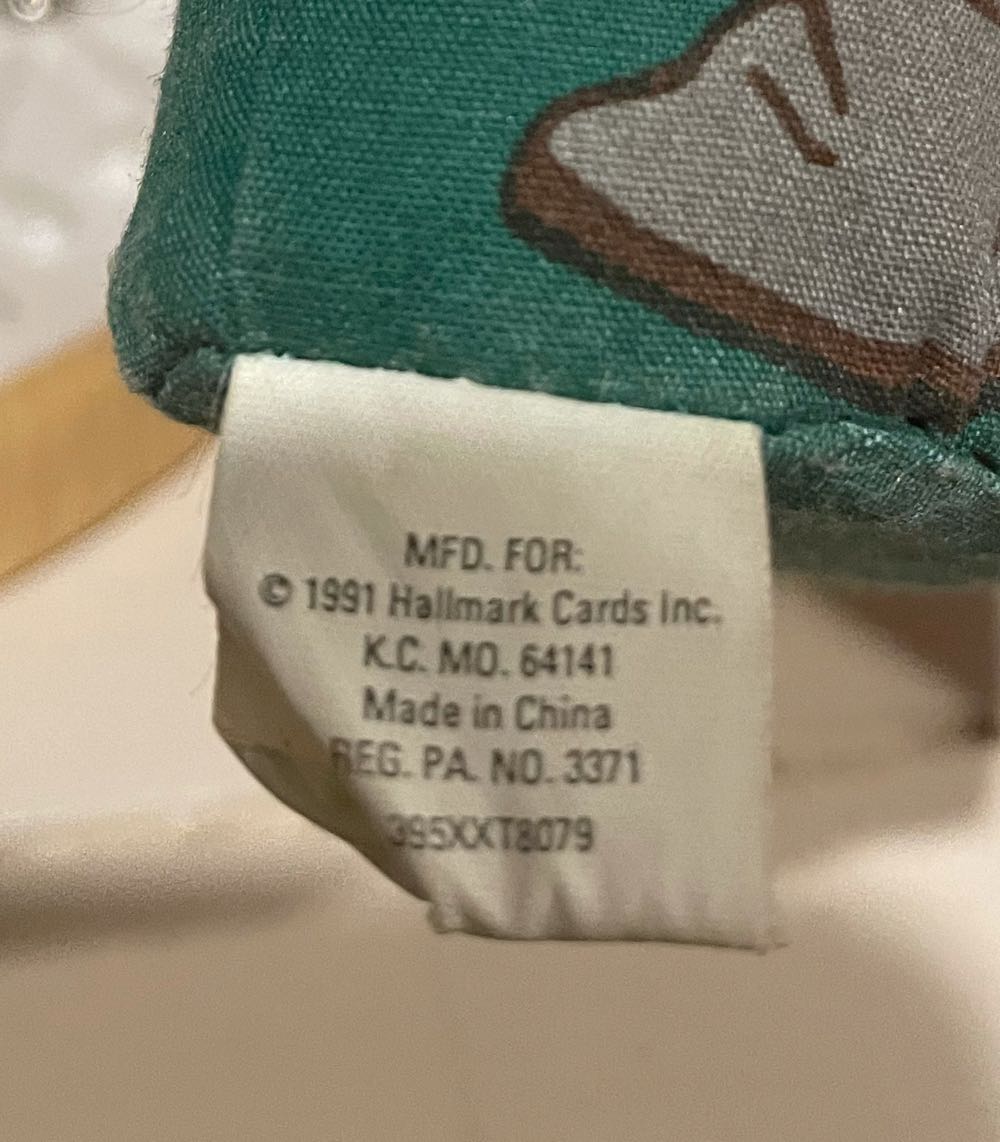 MFD. FOR:
© 1991 Hallmark Cards Inc.
K.C. MO. 64141
Made in China
REG. PA. NO. 3371
395XXT8079